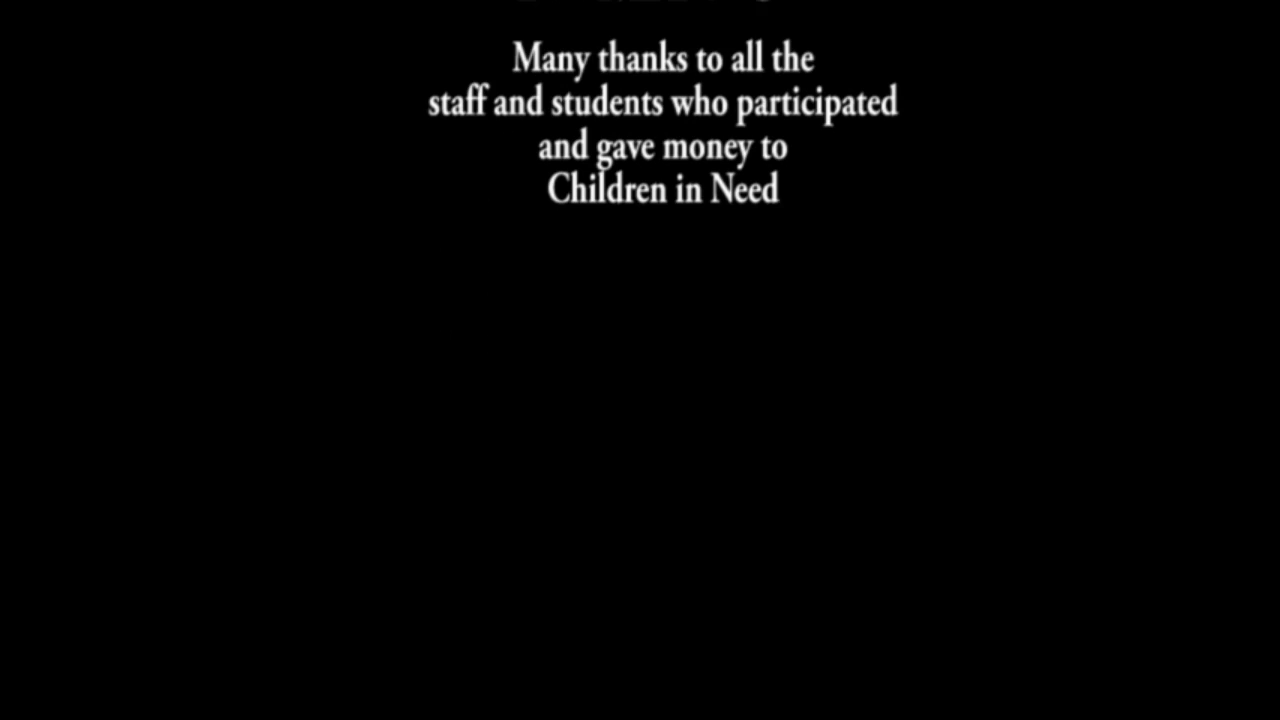 Many thanks to all the
staff and students who participated
and gave money to
Children in Need